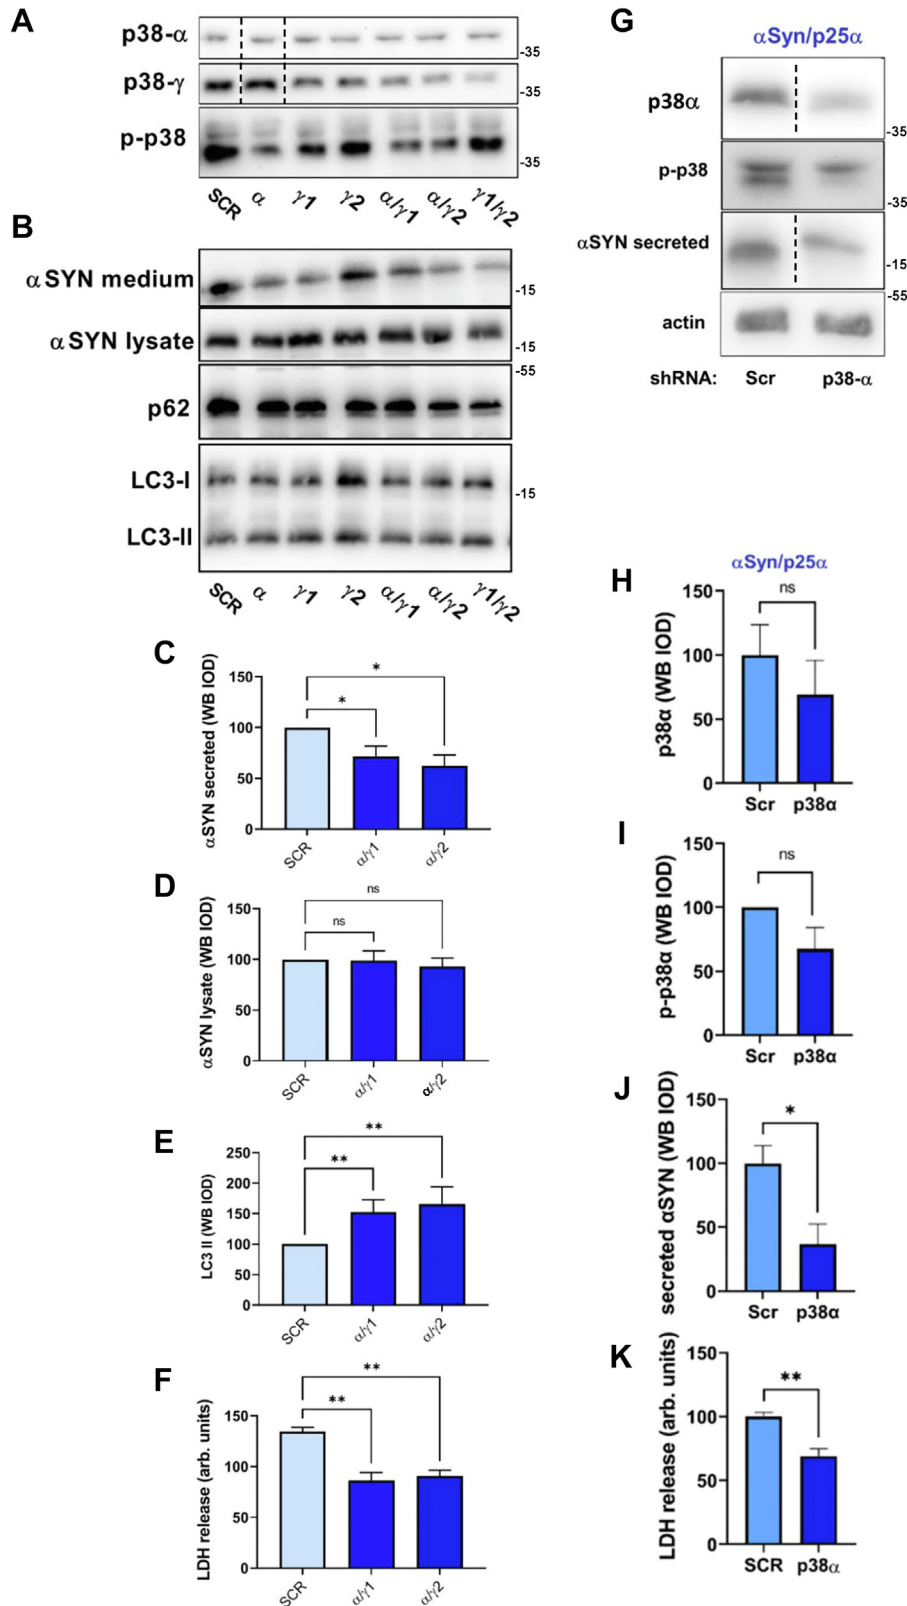 A
p38-α
-35
p38-γ
-35
p-p38
-35
SCR α γ1 γ2 α/γ1 α/γ2 γ1/γ2
B
α SYN medium
-15
α SYN lysate
-15
-55
p62
LC3-I
-15
LC3-II
SCR α γ1 γ2 α/γ1 α/γ2 γ1/γ2
C
αSYN secreted (WB IOD)
150
100
50
0
*
*
SCR α/γ1 α/γ2
D
αSYN lysate (WB IOD)
150
100
50
0
ns
ns
SCR α/γ1 α/γ2
E
LC3 II (WB IOD)
250
200
150
100
50
0
**
**
SCR α/γ1 α/γ2
F
LDH release (arb. units)
150
100
50
0
**
**
SCR α/γ1 α/γ2
G
αSyn/p25α
p38α
-35
p-p38
-35
αSYN secreted
-15
-55
actin
shRNA: Scr p38-α
αSyn/p25α
H
p38α (WB IOD)
150
100
50
0
ns
Scr p38α
I
p-p38α (WB IOD)
150
100
50
0
ns
Scr p38α
J
secreted αSYN (WB IOD)
150
100
50
0
*
Scr p38α
K
LDH release (arb. units)
150
100
50
0
**
SCR p38α